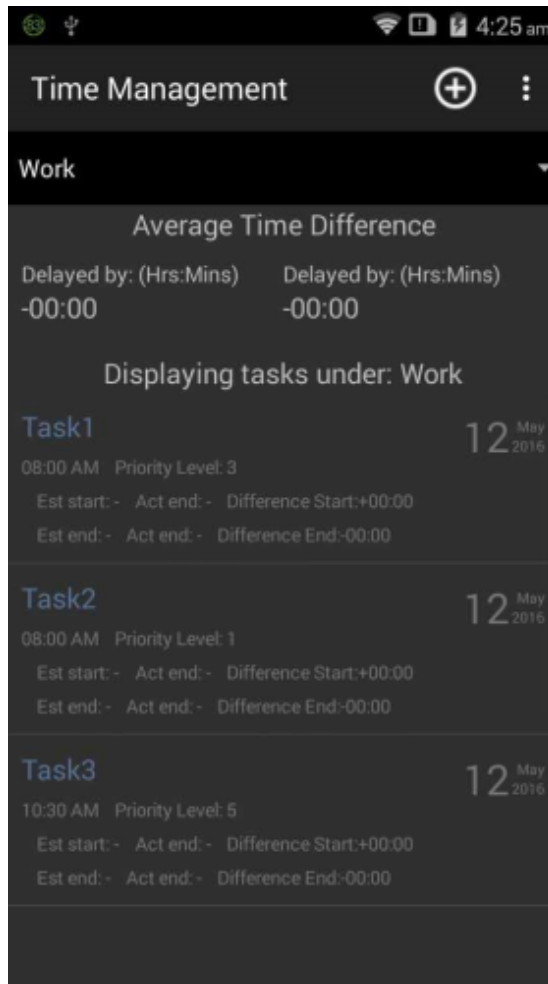 83 4:25 am
Time Management
Work
Average Time Difference
Delayed by: (Hrs:Mins) Delayed by: (Hrs:Mins)
-00:00 -00:00
Displaying tasks under: Work
Task1 12 May 2016
08:00 AM Priority Level: 3
Est start: - Act end: - Difference Start:+00:00
Est end: - Act end: - Difference End:-00:00
Task2 12 May 2016
08:00 AM Priority Level: 1
Est start: - Act end: - Difference Start:+00:00
Est end: - Act end: - Difference End:-00:00
Task3 12 May 2016
10:30 AM Priority Level: 5
Est start: - Act end: - Difference Start:+00:00
Est end: - Act end: - Difference End:-00:00